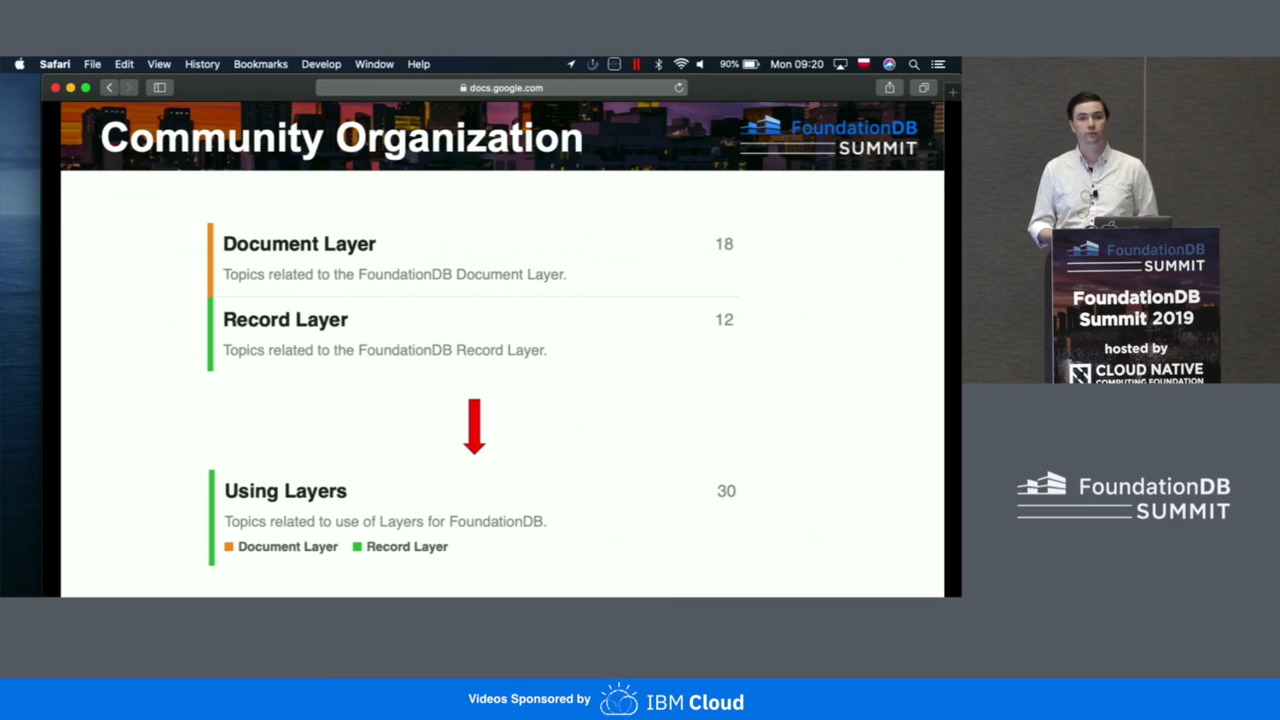 Safari File Edit View History Bookmarks Develop Window Help 90% Mon 09:20
docs.google.com
Community Organization
FoundationDB
SUMMIT
Document Layer 18
Topics related to the FoundationDB Document Layer.
Record Layer 12
Topics related to the FoundationDB Record Layer.
Using Layers 30
Topics related to use of Layers for FoundationDB.
Document Layer Record Layer
FoundationDB
SUMMIT
FoundationDB
Summit 2019
hosted by
CLOUD NATIVE
COMPUTING FOUNDATION
FoundationDB
SUMMIT
Videos Sponsored by IBM Cloud